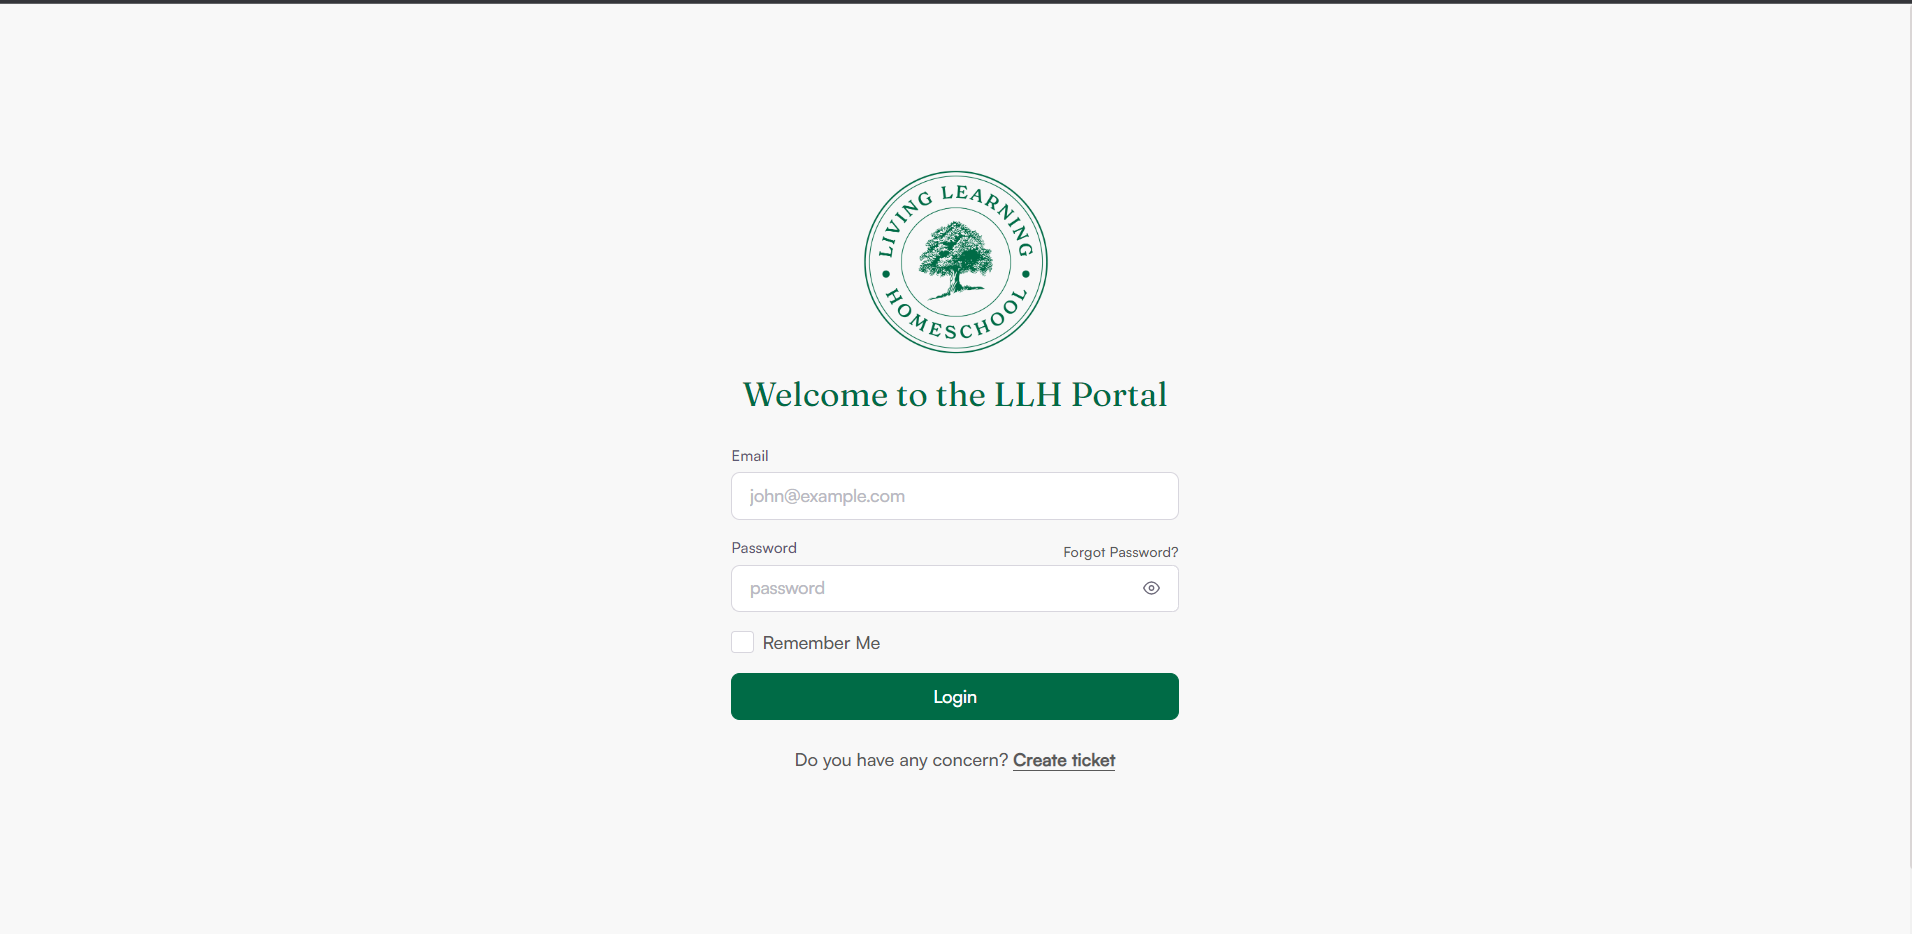 LIVING LEARNING
HOMESCHOOL
Welcome to the LLH Portal
Email
john@example.com
Password
Forgot Password?
password
Remember Me
Login
Do you have any concern? Create ticket